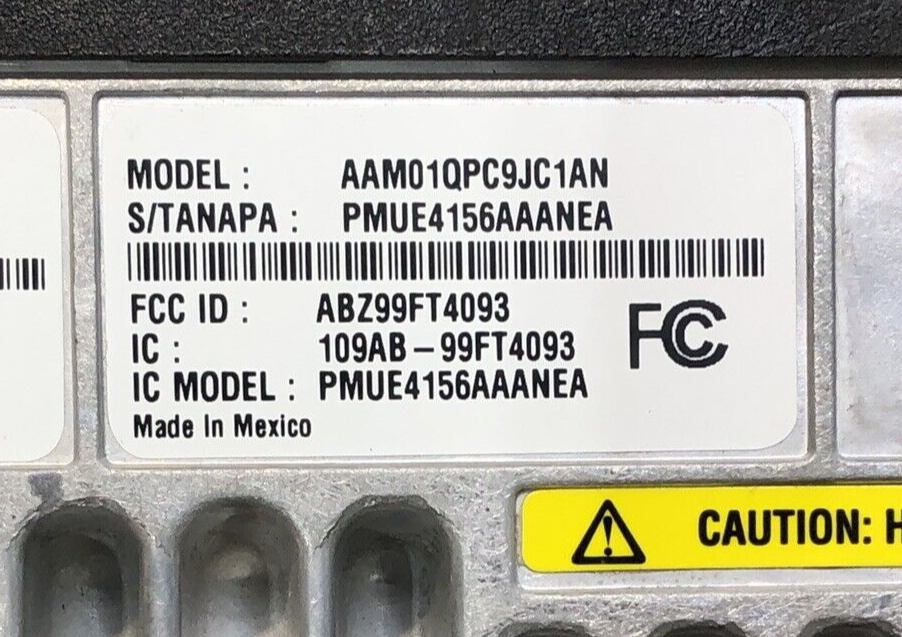 MODEL : AAM01QPC9JC1AN
S/TANAPA : PMUE4156AAANEA
FCC ID : ABZ99FT4093
IC : 109AB – 99FT4093
IC MODEL : PMUE4156AAANEA
Made In Mexico
FC
CAUTION: H